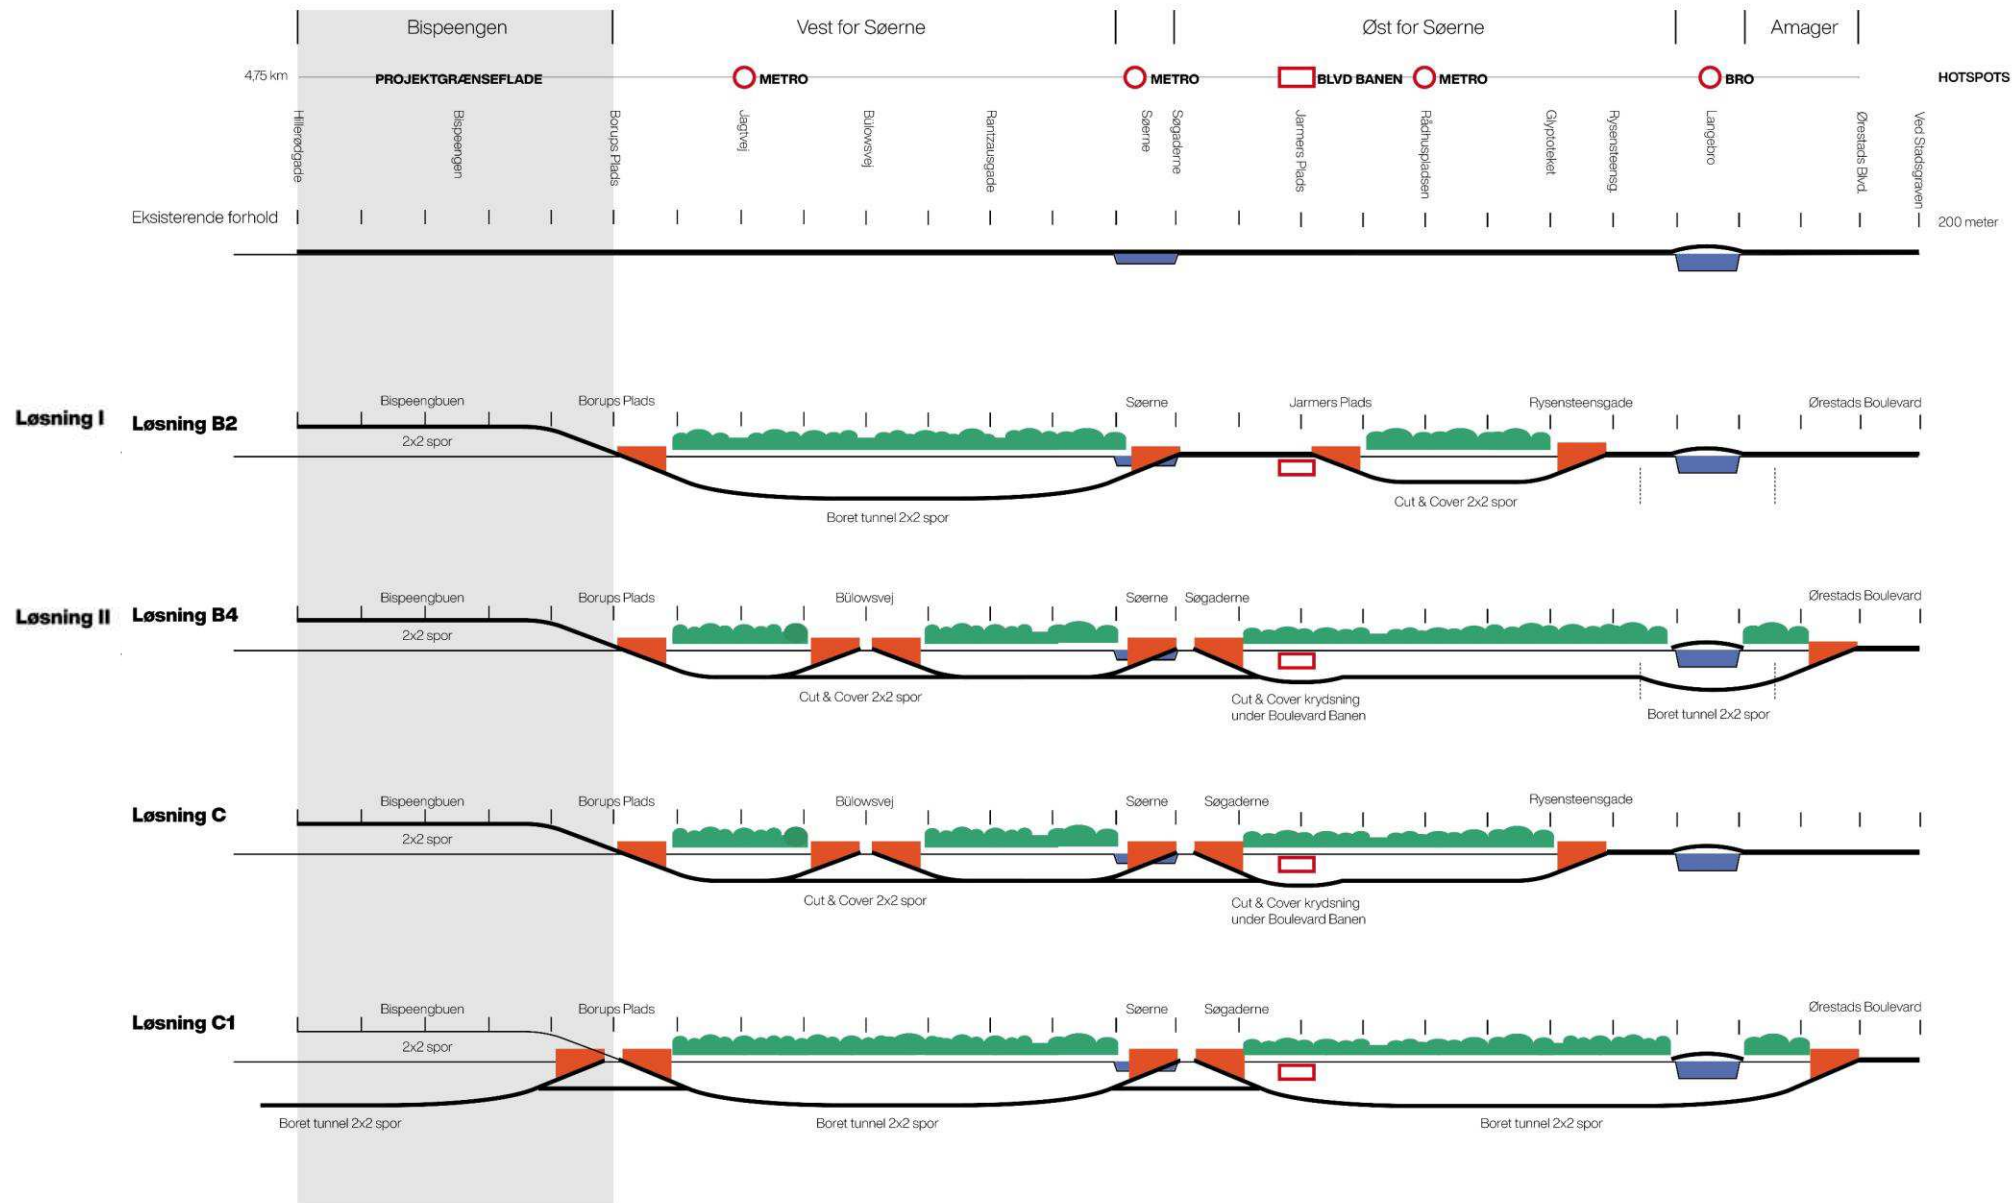 Bispeengen
Vest for Søerne
Øst for Søerne
Amager
4,75 km
PROJEKTGRÆNSEFLADE
METRO
METRO
BLVD BANEN
METRO
BRO
HOTSPOTS
Hillerødgade
Bispeengen
Borups Plads
Jagtvej
Bülowsvej
Rantzausgade
Søerne
Søgaderne
Jarmers Plads
Rådhuspladsen
Glyptoteket
Rysensteensg.
Langebro
Ørestads Blvd.
Ved Stadsgraven
Eksisterende forhold
200 meter
Løsning I
Løsning B2
Bispeengbuen
Borups Plads
Søerne
Jarmers Plads
Rysensteensgade
Ørestads Boulevard
2x2 spor
Boret tunnel 2x2 spor
Cut & Cover 2x2 spor
Løsning II
Løsning B4
Bispeengbuen
Borups Plads
Bülowsvej
Søerne
Søgaderne
Ørestads Boulevard
2x2 spor
Cut & Cover 2x2 spor
Cut & Cover krydsning
under Boulevard Banen
Boret tunnel 2x2 spor
Løsning C
Bispeengbuen
Borups Plads
Bülowsvej
Søerne
Søgaderne
Rysensteensgade
2x2 spor
Cut & Cover 2x2 spor
Cut & Cover krydsning
under Boulevard Banen
Løsning C1
Bispeengbuen
Borups Plads
Søerne
Søgaderne
Ørestads Boulevard
2x2 spor
Boret tunnel 2x2 spor
Boret tunnel 2x2 spor
Boret tunnel 2x2 spor